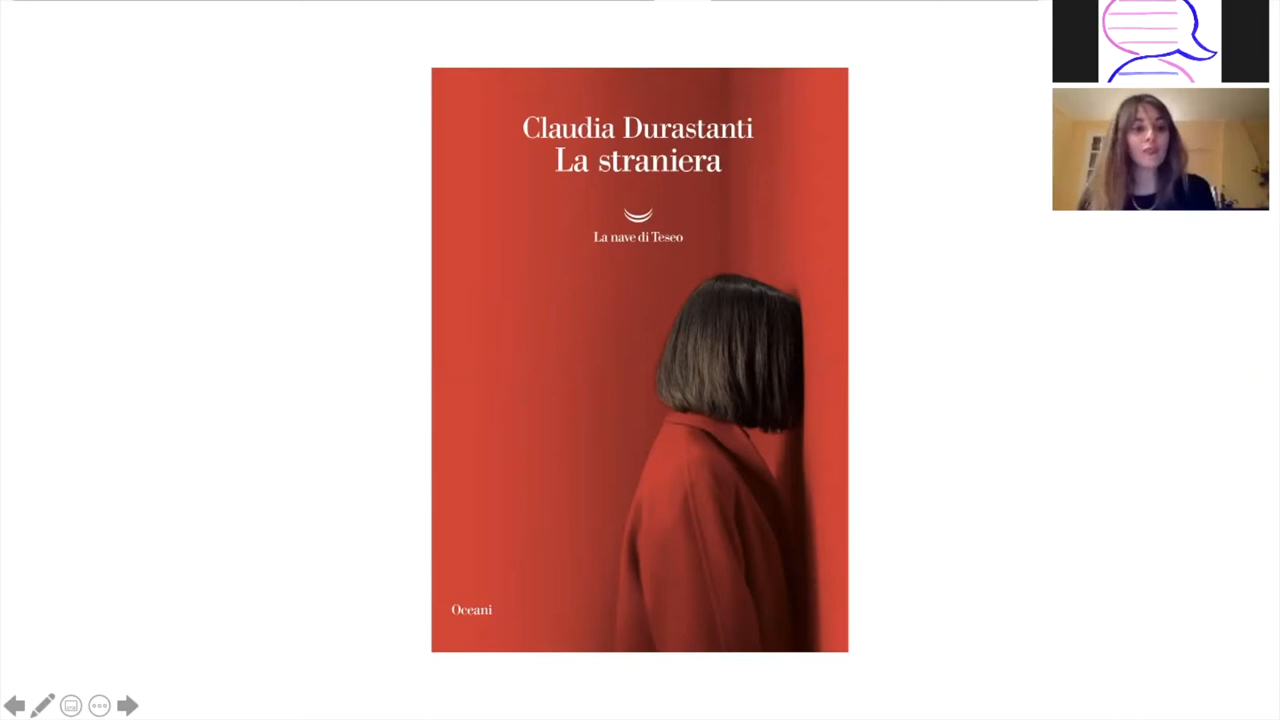 Claudia Durastanti
La straniera
La nave di Teseo
Oceani